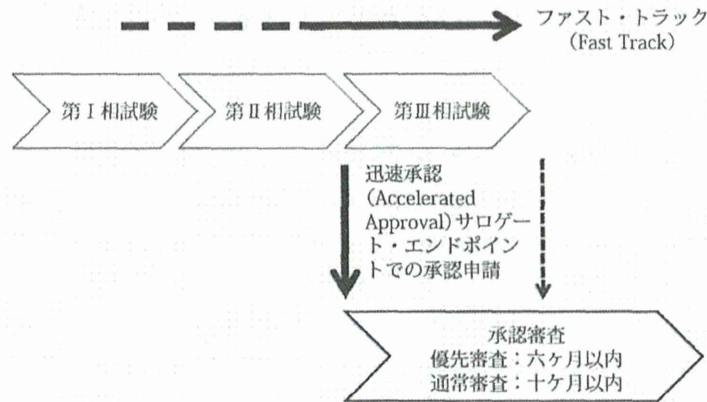 ファスト・トラック
(Fast Track)
第Ⅰ相試験
第Ⅱ相試験
第Ⅲ相試験
迅速承認
(Accelerated
Approval)サロゲー
ト・エンドポイン
トでの承認申請
承認審査
優先審査：六ヶ月以内
通常審査：十ケ月以内